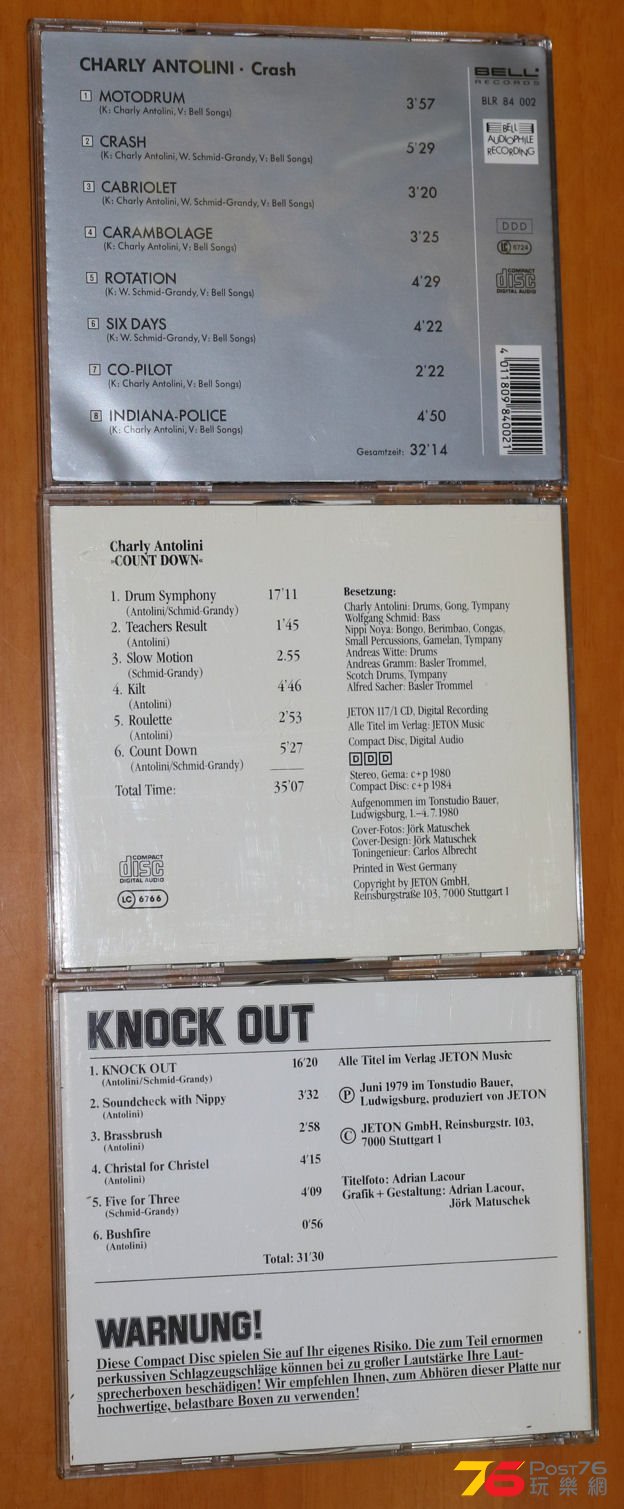 CHARLY ANTOLINI · Crash
1 MOTODRUM 3'57
(K: Charly Antolini, V: Bell Songs)
2 CRASH 5'29
(K: Charly Antolini, W. Schmid-Grandy, V: Bell Songs)
3 CABRIOLET 3'20
(K: Charly Antolini, W. Schmid-Grandy, V: Bell Songs)
4 CARAMBOLAGE 3'25
(K: Charly Antolini, V: Bell Songs)
5 ROTATION 4'29
(K: W. Schmid-Grandy, V: Bell Songs)
6 SIX DAYS 4'22
(K: W. Schmid-Grandy, V: Bell Songs)
7 CO-PILOT 2'22
(K: Charly Antolini, V: Bell Songs)
8 INDIANA-POLICE 4'50
(K: Charly Antolini, V: Bell Songs)
Gesamtzeit: 32'14
BELL
RECORDS
BLR 84 002
BELL
AUDIOPHILE
RECORDING
DDD
LC 6724
COMPACT
disc
DIGITAL AUDIO
4 011809 840021
Charly Antolini
»COUNT DOWN«
1. Drum Symphony 17'11
(Antolini/Schmid-Grandy)
2. Teachers Result 1'45
(Antolini)
3. Slow Motion 2.55
(Schmid-Grandy)
4. Kilt 4'46
(Antolini)
5. Roulette 2'53
(Antolini)
6. Count Down 5'27
(Antolini/Schmid-Grandy)
Total Time: 35'07
COMPACT
disc
DIGITAL AUDIO
LC 6766
Besetzung:
Charly Antolini: Drums, Gong, Tympany
Wolfgang Schmid: Bass
Nippi Noya: Bongo, Berimbao, Congas,
Small Percussions, Gamelan, Tympany
Andreas Witte: Drums
Andreas Gramm: Basler Trommel,
Scotch Drums, Tympany
Alfred Sacher: Basler Trommel
JETON 117/1 CD, Digital Recording
Alle Titel im Verlag: JETON Music
Compact Disc, Digital Audio
DDD
Stereo, Gema: c+p 1980
Compact Disc: c+p 1984
Aufgenommen im Tonstudio Bauer,
Ludwigsburg, 1.–4.7.1980
Cover-Fotos: Jörk Matuschek
Cover-Design: Jörk Matuschek
Toningenieur: Carlos Albrecht
Printed in West Germany
Copyright by JETON GmbH,
Reinsburgstraße 103, 7000 Stuttgart 1
KNOCK OUT
1. KNOCK OUT 16'20
(Antolini/Schmid-Grandy)
2. Soundcheck with Nippy 3'32
(Antolini)
3. Brassbrush 2'58
(Antolini)
4. Christal for Christel 4'15
(Antolini)
5. Five for Three 4'09
(Schmid-Grandy)
6. Bushfire 0'56
(Antolini)
Total: 31'30
Alle Titel im Verlag JETON Music
Ⓟ Juni 1979 im Tonstudio Bauer,
Ludwigsburg, produziert von JETON
© JETON GmbH, Reinsburgstr. 103,
7000 Stuttgart 1
Titelfoto: Adrian Lacour
Grafik + Gestaltung: Adrian Lacour,
Jörk Matuschek
WARNUNG!
Diese Compact Disc spielen Sie auf Ihr eigenes Risiko. Die zum Teil ernormen
perkussiven Schlagzeugschläge können bei zu großer Lautstärke Ihre Laut-
sprecherboxen beschädigen! Wir empfehlen Ihnen, zum Abhören dieser Platte nur
hochwertige, belastbare Boxen zu verwenden!
76 POST76
玩樂網